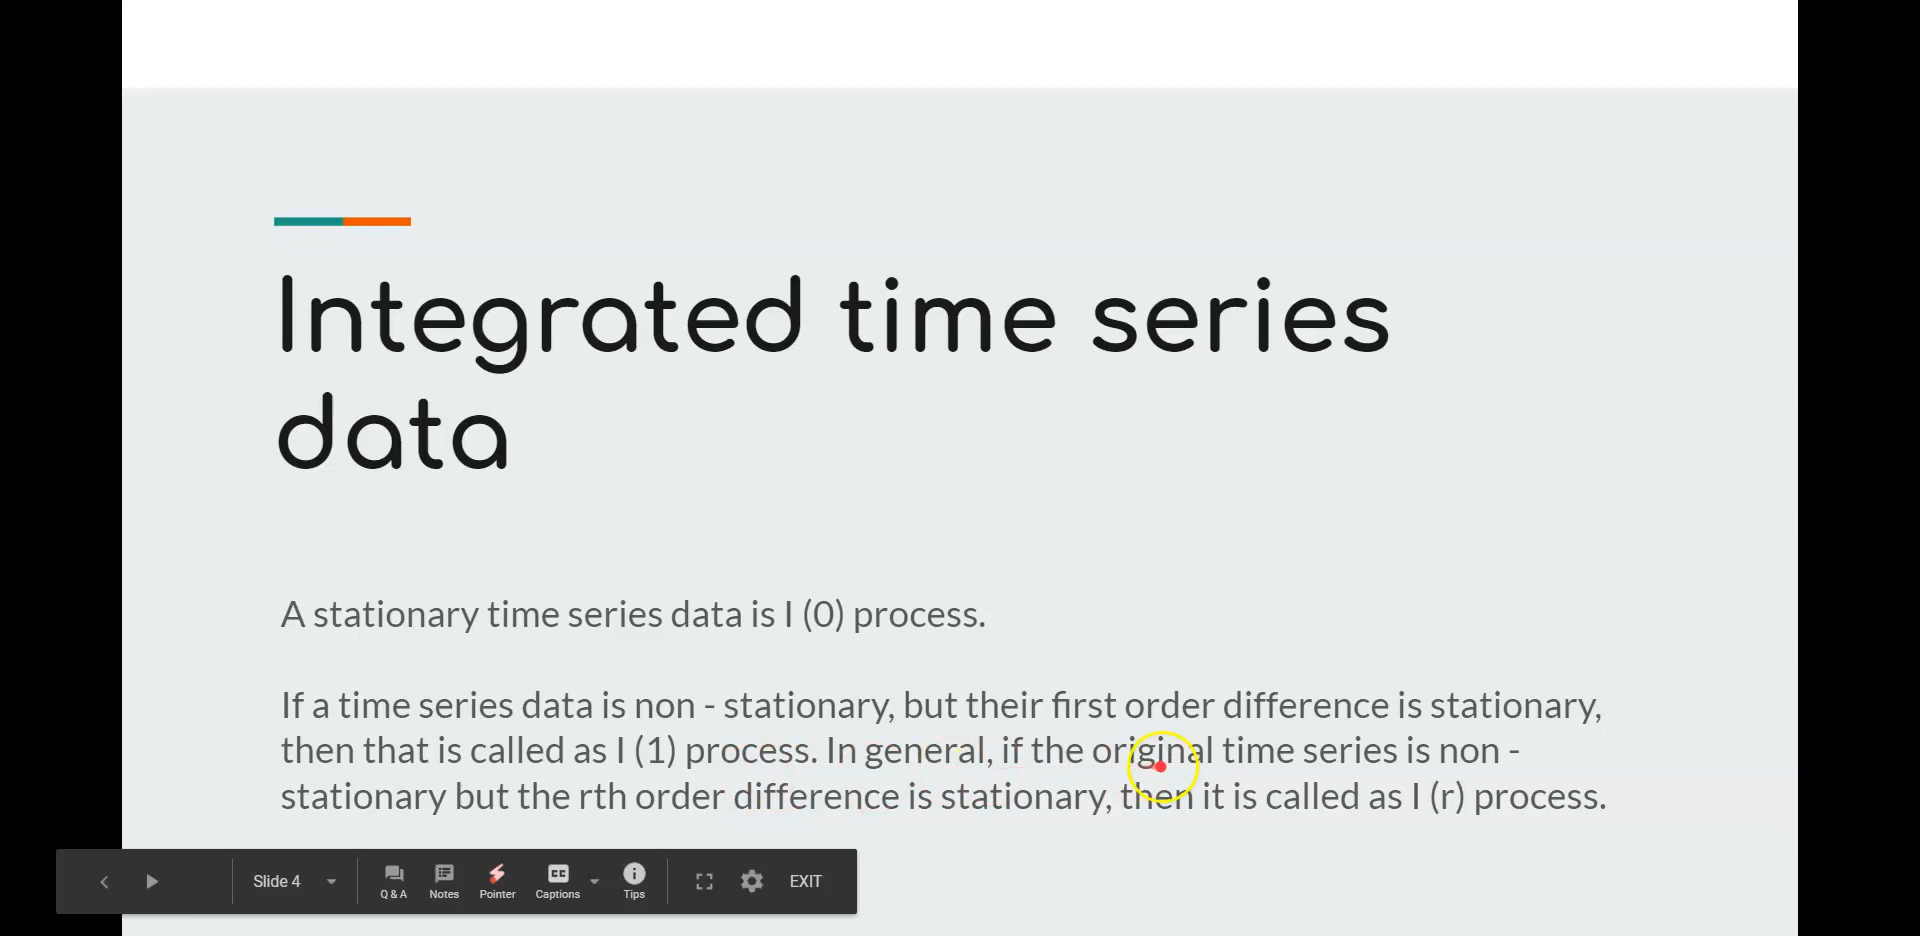 Integrated time series
data
A stationary time series data is I (0) process.
If a time series data is non - stationary, but their first order difference is stationary,
then that is called as I (1) process. In general, if the original time series is non -
stationary but the rth order difference is stationary, then it is called as I (r) process.
Slide 4
Q & A
Notes
Pointer
CC
Captions
Tips
EXIT